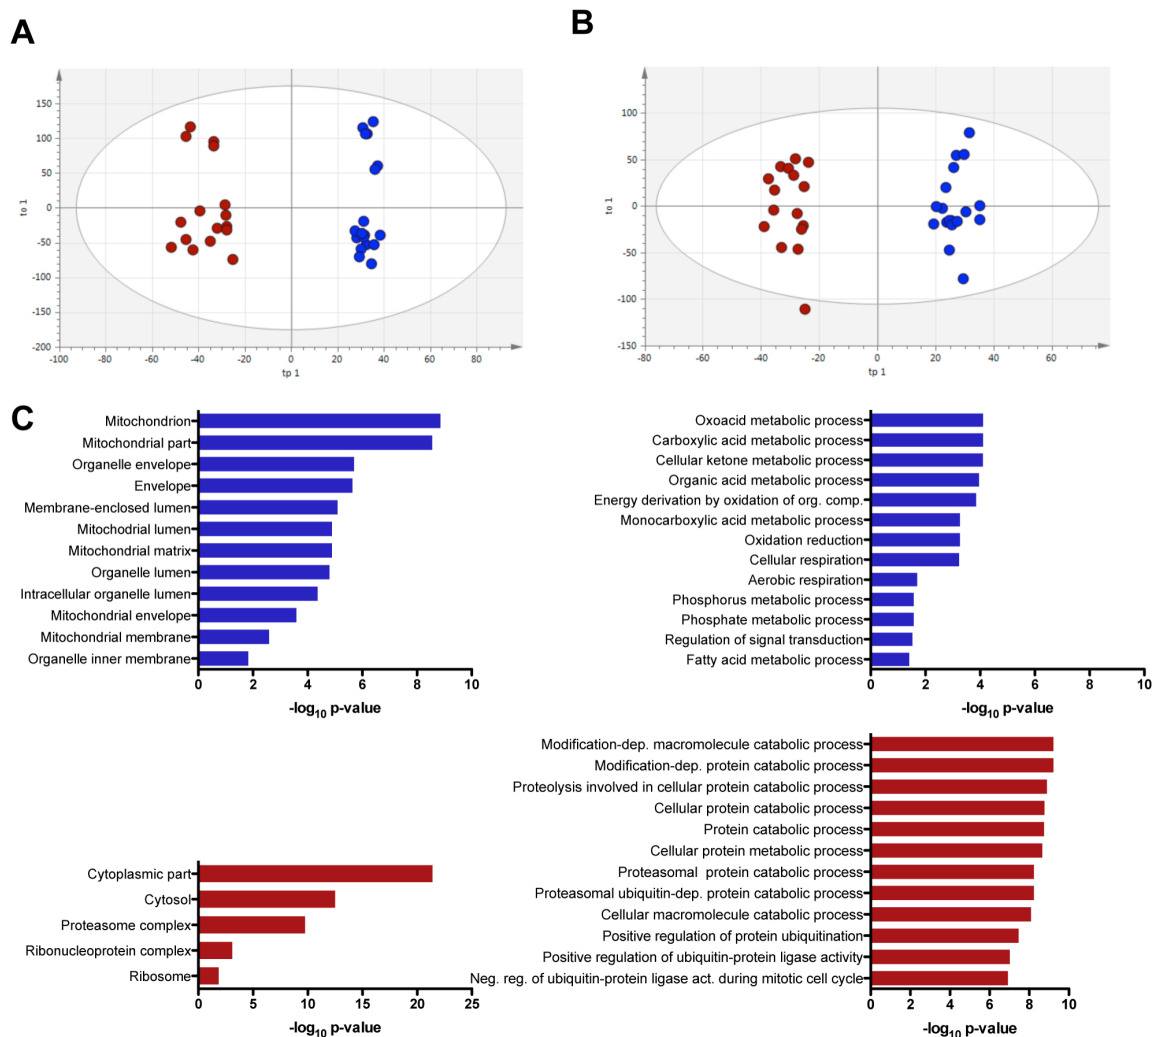 A
B
to 1
150
100
50
0
-50
-100
-150
-200
-100
-80
-60
-40
-20
0
20
40
60
80
tp 1
to 1
100
50
0
-50
-100
-150
-80
-60
-40
-20
0
20
40
60
tp 1
C
Mitochondrion
Mitochondrial part
Organelle envelope
Envelope
Membrane-enclosed lumen
Mitochodrial lumen
Mitochondrial matrix
Organelle lumen
Intracellular organelle lumen
Mitochondrial envelope
Mitochondrial membrane
Organelle inner membrane
0 2 4 6 8 10
-log10 p-value
Oxoacid metabolic process
Carboxylic acid metabolic process
Cellular ketone metabolic process
Organic acid metabolic process
Energy derivation by oxidation of org. comp.
Monocarboxylic acid metabolic process
Oxidation reduction
Cellular respiration
Aerobic respiration
Phosphorus metabolic process
Phosphate metabolic process
Regulation of signal transduction
Fatty acid metabolic process
0 2 4 6 8 10
-log10 p-value
Cytoplasmic part
Cytosol
Proteasome complex
Ribonucleoprotein complex
Ribosome
0 5 10 15 20 25
-log10 p-value
Modification-dep. macromolecule catabolic process
Modification-dep. protein catabolic process
Proteolysis involved in cellular protein catabolic process
Cellular protein catabolic process
Protein catabolic process
Cellular protein metabolic process
Proteasomal protein catabolic process
Proteasomal ubiquitin-dep. protein catabolic process
Cellular macromolecule catabolic process
Positive regulation of protein ubiquitination
Positive regulation of ubiquitin-protein ligase activity
Neg. reg. of ubiquitin-protein ligase act. during mitotic cell cycle
0 2 4 6 8 10
-log10 p-value